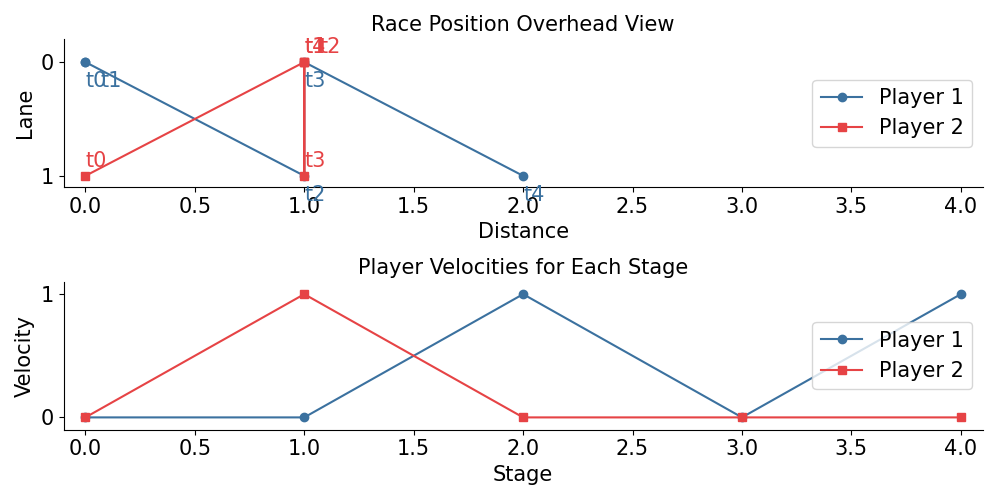 Race Position Overhead View
Lane
0
1
t0
t1
t1
t4
t2
t3
t0
t3
t2
t4
Player 1
Player 2
0.0 0.5 1.0 1.5 2.0 2.5 3.0 3.5 4.0
Distance
Player Velocities for Each Stage
Velocity
1
0
Player 1
Player 2
0.0 0.5 1.0 1.5 2.0 2.5 3.0 3.5 4.0
Stage